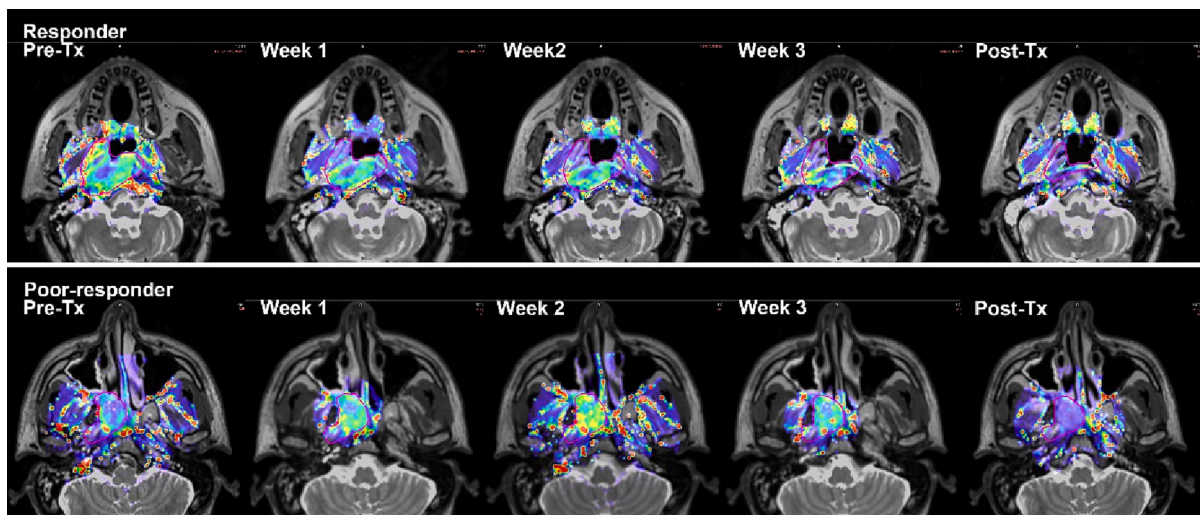 Responder
Pre-Tx
Week 1
Week2
Week 3
Post-Tx
Poor-responder
Pre-Tx
Week 1
Week 2
Week 3
Post-Tx